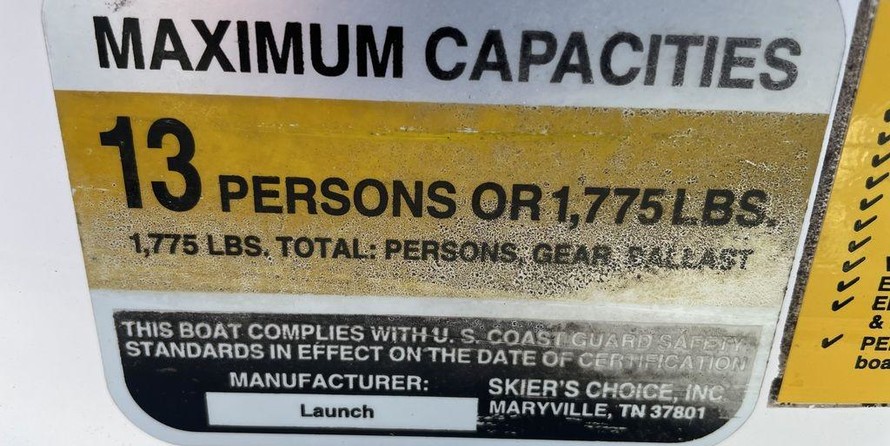 MAXIMUM CAPACITIES
13 PERSONS OR 1,775 LBS.
1,775 LBS. TOTAL: PERSONS, GEAR, BALLAST
THIS BOAT COMPLIES WITH U. S. COAST GUARD SAFETY
STANDARDS IN EFFECT ON THE DATE OF CERTIFICATION
MANUFACTURER: SKIER'S CHOICE, INC
Launch MARYVILLE, TN 37801
&
PE
boa